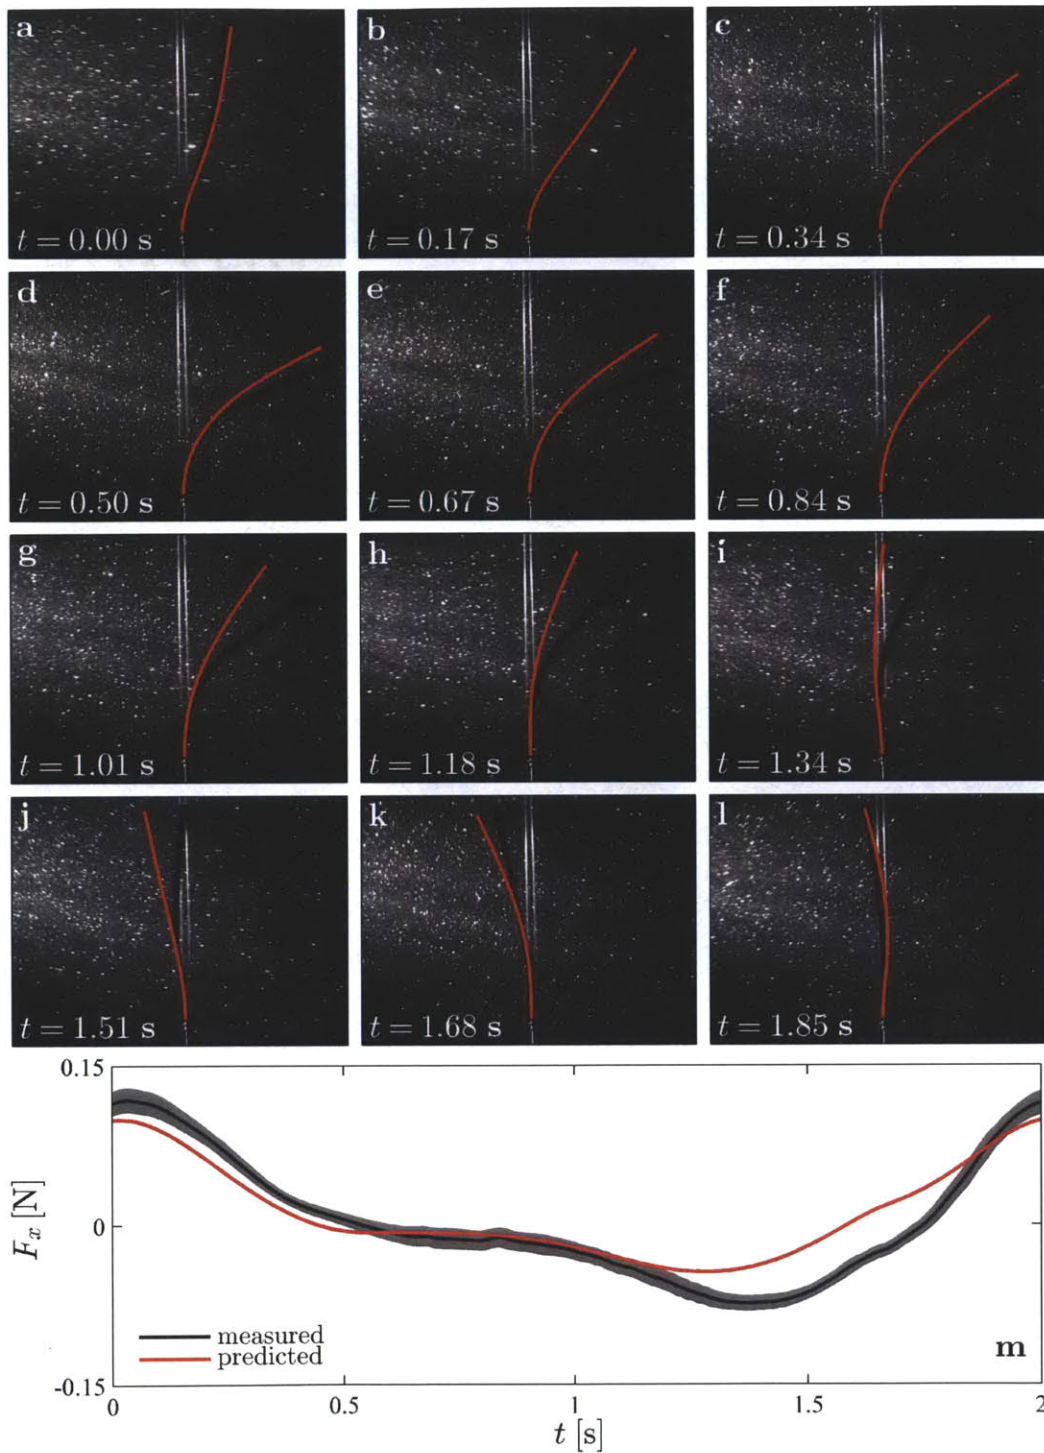 a
b
c
t = 0.00 s
t = 0.17 s
t = 0.34 s
d
e
f
t = 0.50 s
t = 0.67 s
t = 0.84 s
g
h
i
t = 1.01 s
t = 1.18 s
t = 1.34 s
j
k
l
t = 1.51 s
t = 1.68 s
t = 1.85 s
0.15
0
-0.15
F_x [N]
measured
predicted
m
0
0.5
1
1.5
2
t [s]